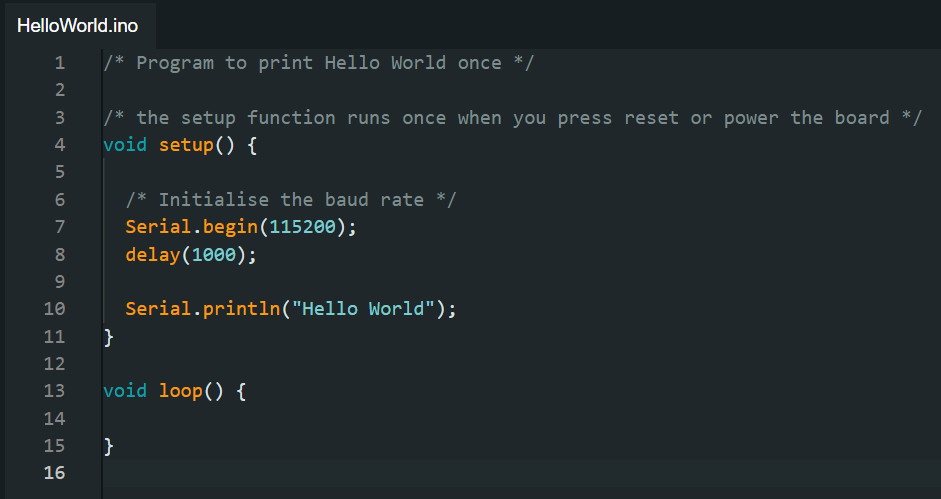 HelloWorld.ino
1 /* Program to print Hello World once */
2
3 /* the setup function runs once when you press reset or power the board */
4 void setup() {
5
6   /* Initialise the baud rate */
7   Serial.begin(115200);
8   delay(1000);
9
10   Serial.println("Hello World");
11 }
12
13 void loop() {
14
15 }
16